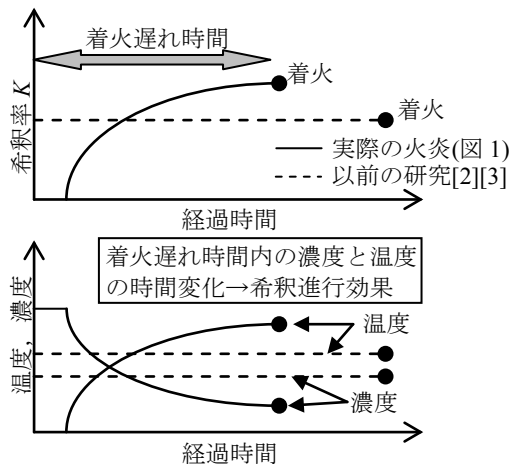 着火遅れ時間
着火
着火
希釈率 K
実際の火炎(図 1)
以前の研究[2][3]
経過時間
着火遅れ時間内の濃度と温度
の時間変化→希釈進行効果
温度
温度, 濃度
濃度
経過時間